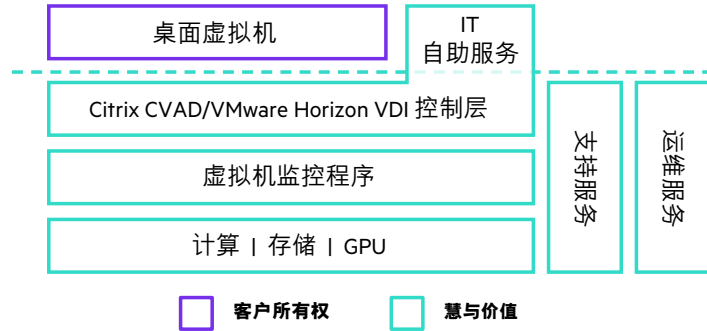 桌面虚拟机
IT
自助服务
Citrix CVAD/VMware Horizon VDI 控制层
虚拟机监控程序
计算 | 存储 | GPU
支持服务
运维服务
客户所有权
慧与价值